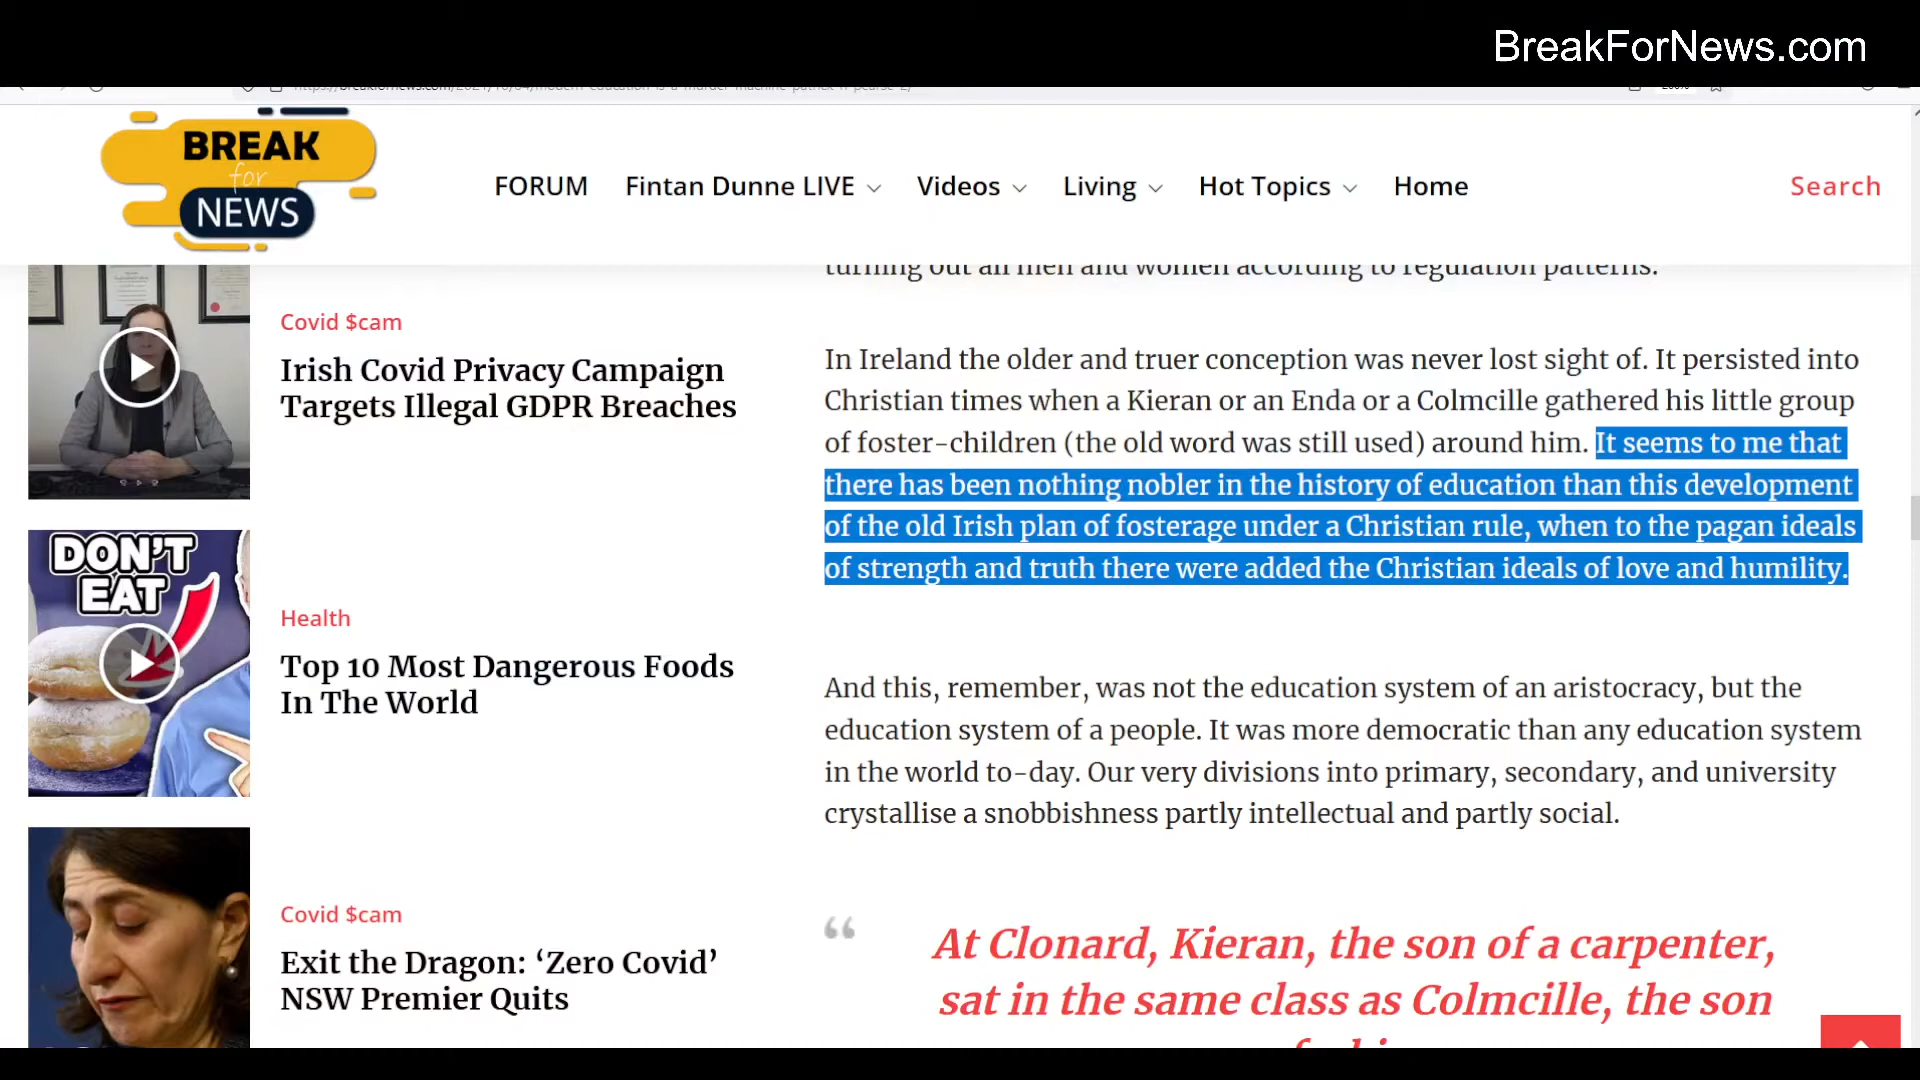 BreakForNews.com
BREAK
for
NEWS
FORUM
Fintan Dunne LIVE
Videos
Living
Hot Topics
Home
Search
Covid $cam
Irish Covid Privacy Campaign
Targets Illegal GDPR Breaches
DON'T
EAT
Health
Top 10 Most Dangerous Foods
In The World
Covid $cam
Exit the Dragon: ‘Zero Covid’
NSW Premier Quits
turning out all men and women according to regulation patterns.
In Ireland the older and truer conception was never lost sight of. It persisted into
Christian times when a Kieran or an Enda or a Colmcille gathered his little group
of foster-children (the old word was still used) around him. It seems to me that
there has been nothing nobler in the history of education than this development
of the old Irish plan of fosterage under a Christian rule, when to the pagan ideals
of strength and truth there were added the Christian ideals of love and humility.
And this, remember, was not the education system of an aristocracy, but the
education system of a people. It was more democratic than any education system
in the world to-day. Our very divisions into primary, secondary, and university
crystallise a snobbishness partly intellectual and partly social.
“
At Clonard, Kieran, the son of a carpenter,
sat in the same class as Colmcille, the son